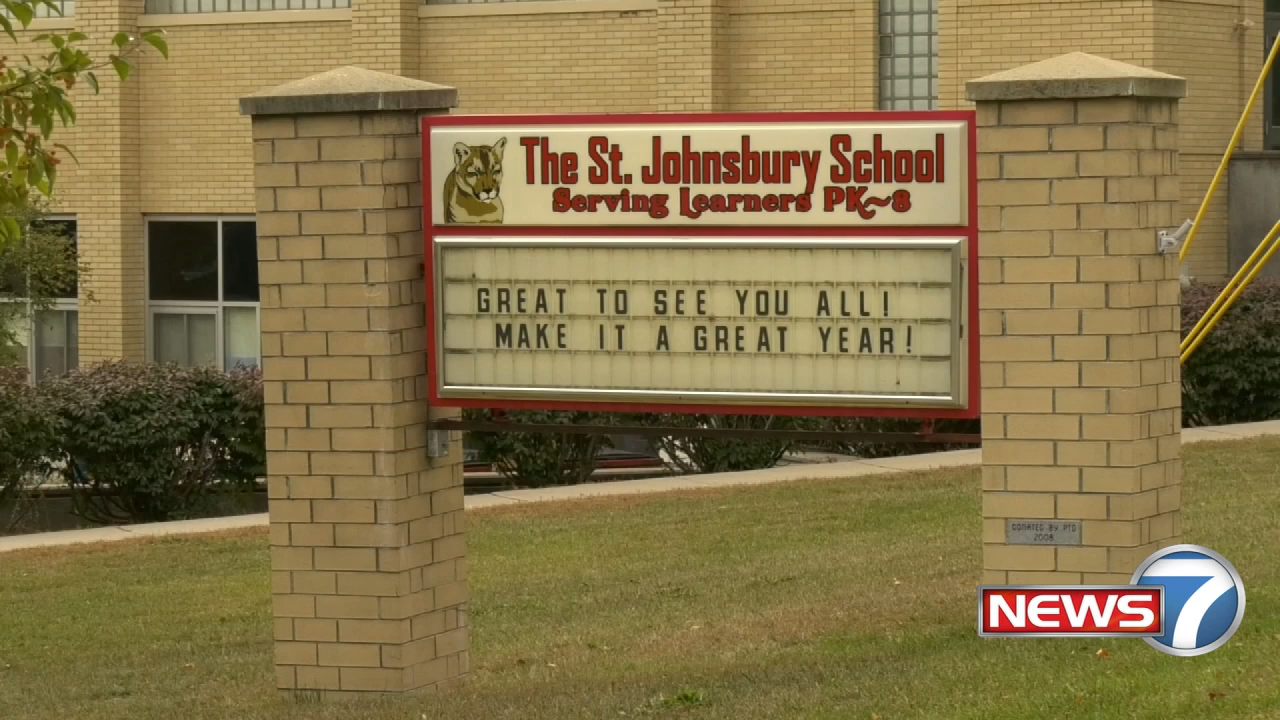 The St. Johnsbury School
Serving Learners PK~8
GREAT TO SEE YOU ALL!
MAKE IT A GREAT YEAR!
DONATED BY PTO
2008
NEWS 7